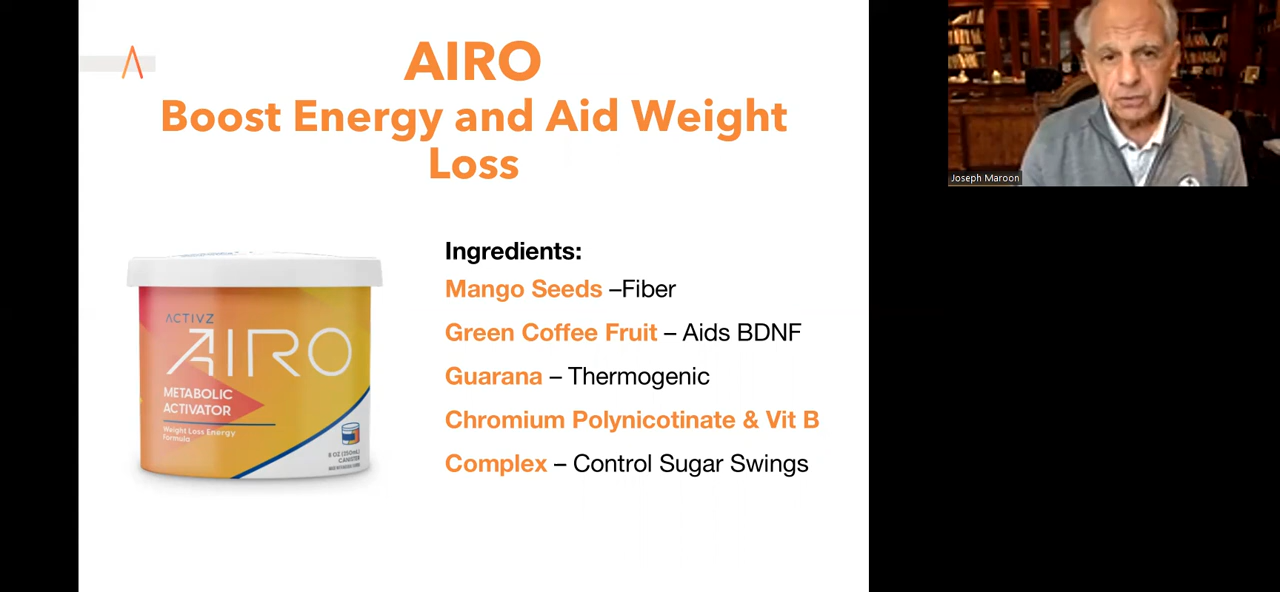 AIRO
Boost Energy and Aid Weight
Loss
Ingredients:
Mango Seeds –Fiber
Green Coffee Fruit – Aids BDNF
Guarana – Thermogenic
Chromium Polynicotinate & Vit B
Complex – Control Sugar Swings
ACTIVZ
AIRO
METABOLIC
ACTIVATOR
Weight Loss Energy
Formula
CANISTER
Joseph Maroon